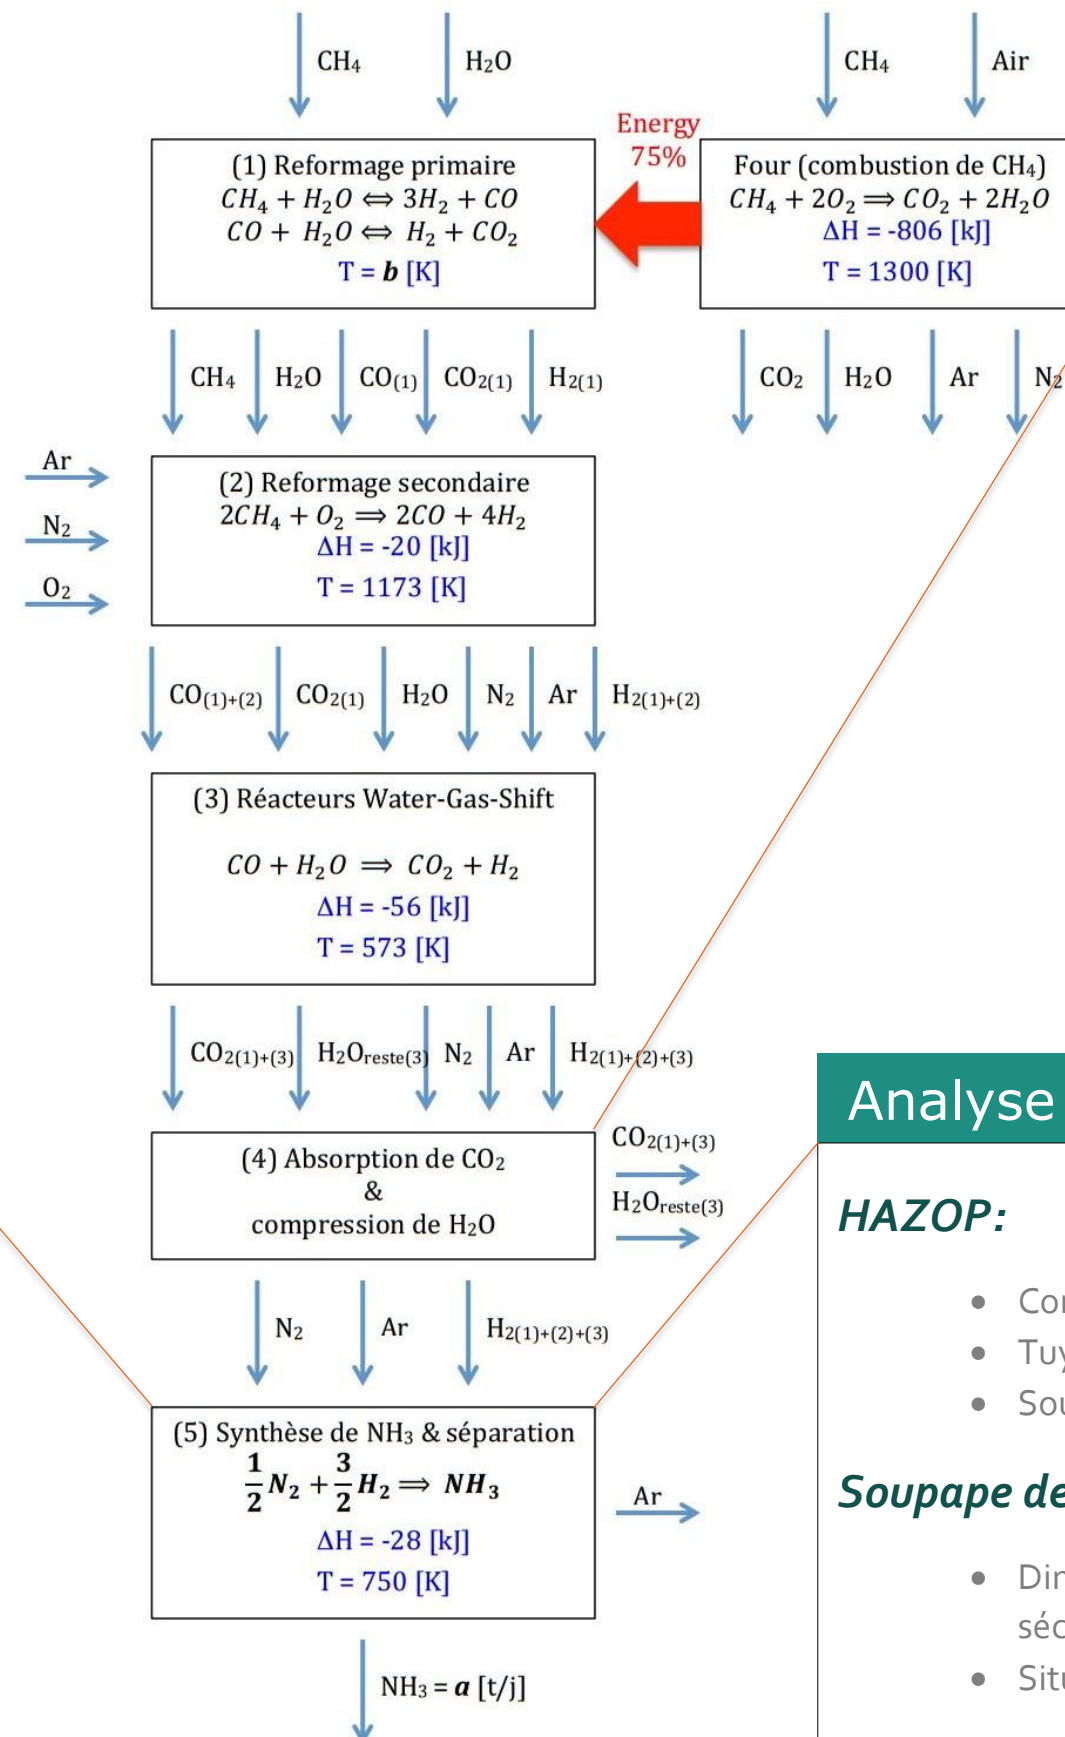 CH₄ H₂O
CH₄ Air
Energy
75%
(1) Reformage primaire
CH₄ + H₂O ⇔ 3H₂ + CO
CO + H₂O ⇔ H₂ + CO₂
T = b [K]
Four (combustion de CH₄)
CH₄ + 2O₂ ⟹ CO₂ + 2H₂O
ΔH = -806 [kJ]
T = 1300 [K]
CH₄ H₂O CO₍₁₎ CO₂₍₁₎ H₂₍₁₎
CO₂ H₂O Ar N₂
Ar
N₂
O₂
(2) Reformage secondaire
2CH₄ + O₂ ⟹ 2CO + 4H₂
ΔH = -20 [kJ]
T = 1173 [K]
CO₍₁₎₊₍₂₎ CO₂₍₁₎ H₂O N₂ Ar H₂₍₁₎₊₍₂₎
(3) Réacteurs Water-Gas-Shift
CO + H₂O ⟹ CO₂ + H₂
ΔH = -56 [kJ]
T = 573 [K]
CO₂₍₁₎₊₍₃₎ H₂Oreste(3) N₂ Ar H₂₍₁₎₊₍₂₎₊₍₃₎
(4) Absorption de CO₂
&
compression de H₂O
CO₂₍₁₎₊₍₃₎
H₂Oreste(3)
N₂ Ar H₂₍₁₎₊₍₂₎₊₍₃₎
(5) Synthèse de NH₃ & séparation
1/2 N₂ + 3/2 H₂ ⟹ NH₃
ΔH = -28 [kJ]
T = 750 [K]
Ar
NH₃ = a [t/j]
Analyse
HAZOP:
Soupape de